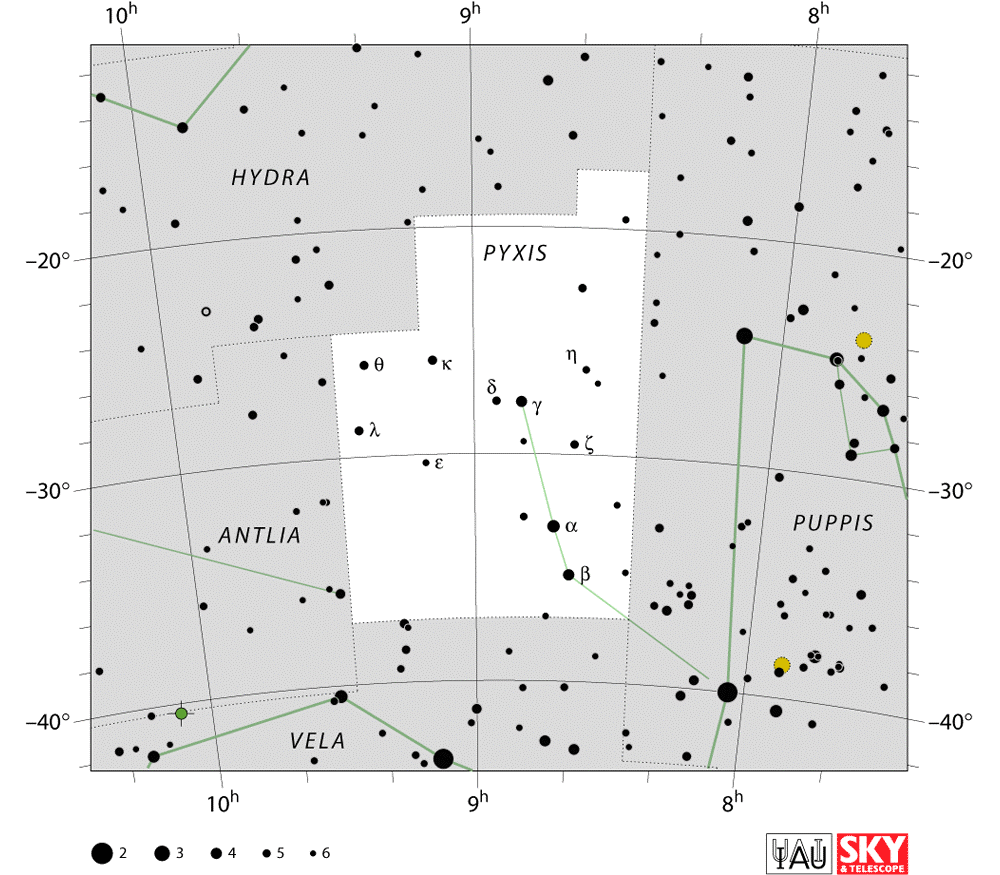 10h 9h 8h
HYDRA
PYXIS
–20° –20°
η
θ κ
δ γ
λ ζ
ε
–30° –30°
α
PUPPIS
ANTLIA
β
–40° –40°
VELA
10h 9h 8h
2 3 4 5 6
IAU
SKY
& TELESCOPE